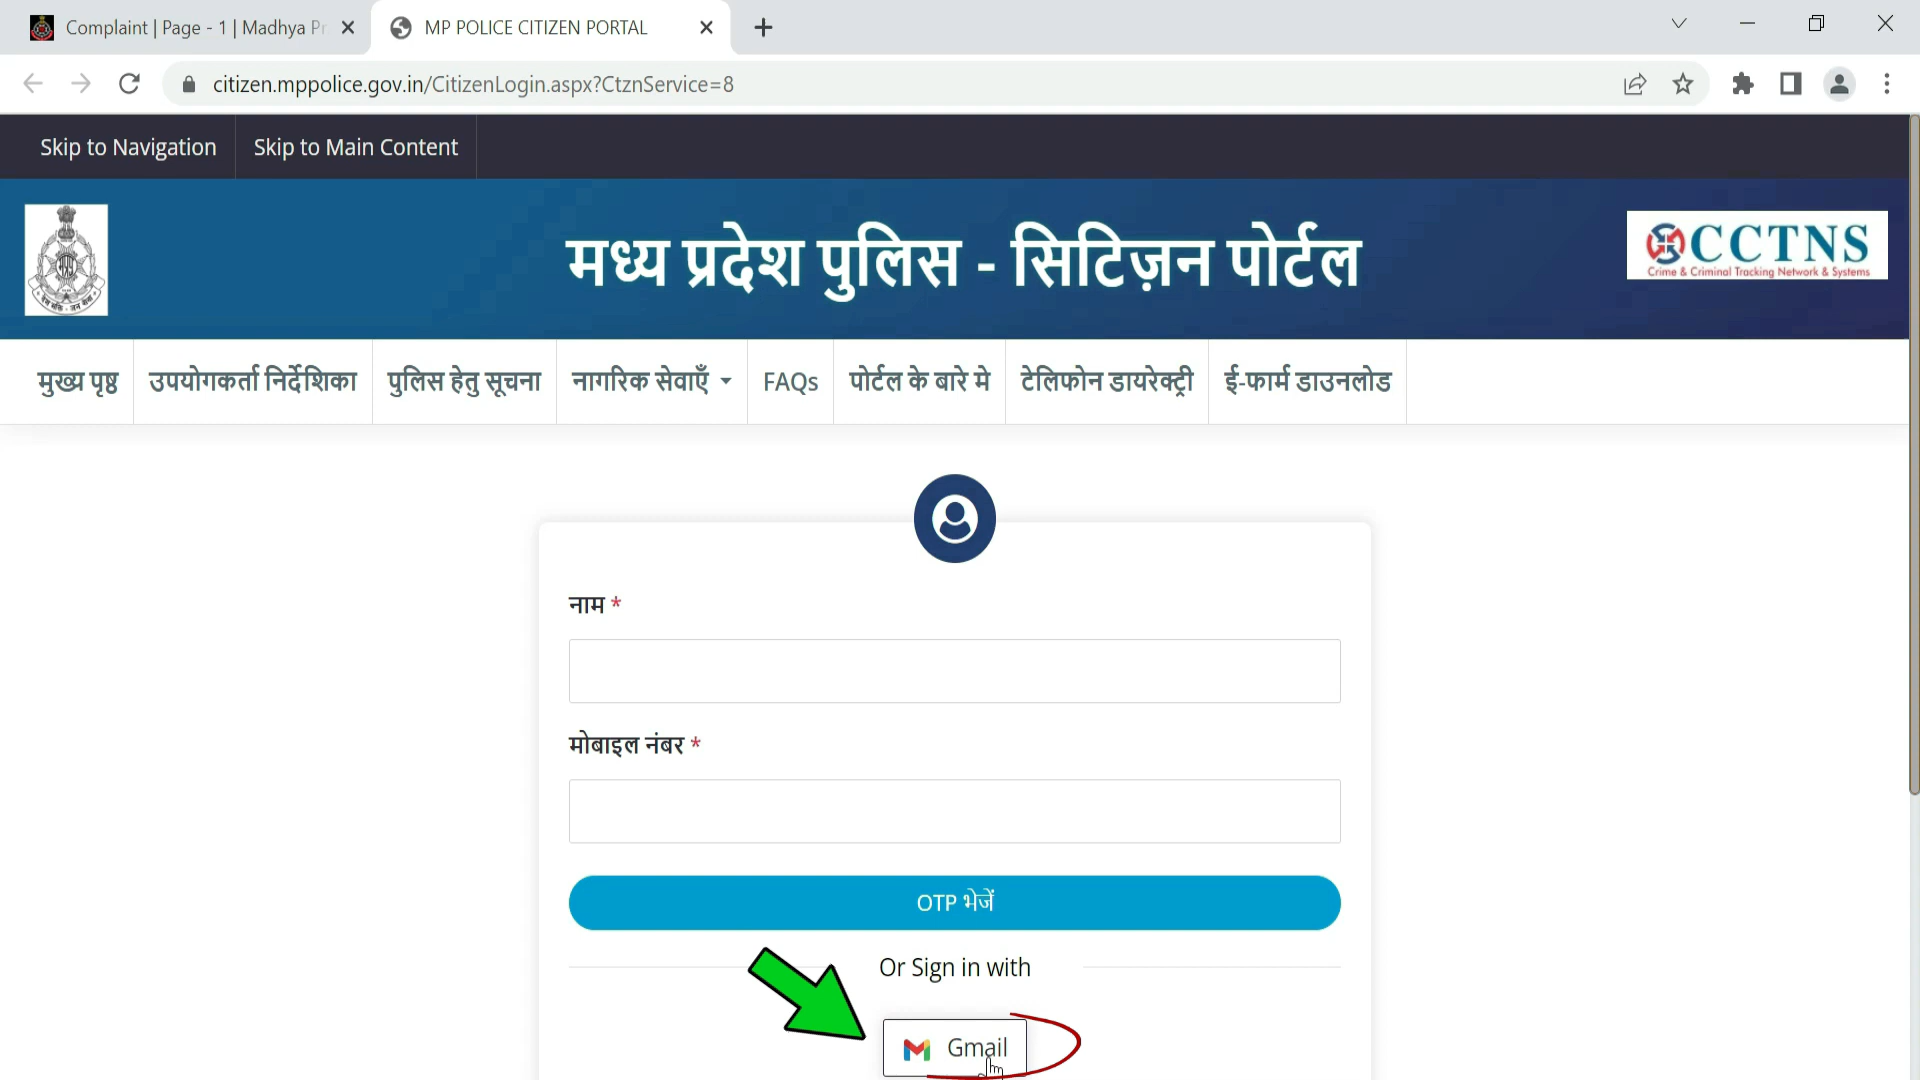 Complaint | Page - 1 | Madhya Pr
MP POLICE CITIZEN PORTAL
citizen.mppolice.gov.in/CitizenLogin.aspx?CtznService=8
Skip to Navigation
Skip to Main Content
मध्य प्रदेश पुलिस - सिटिज़न पोर्टल
CCTNS
Crime & Criminal Tracking Network & Systems
मुख्य पृष्ठ
उपयोगकर्ता निर्देशिका
पुलिस हेतु सूचना
नागरिक सेवाएँ
FAQs
पोर्टल के बारे मे
टेलिफोन डायरेक्ट्री
ई-फार्म डाउनलोड
नाम *
मोबाइल नंबर *
OTP भेजें
Or Sign in with
Gmail